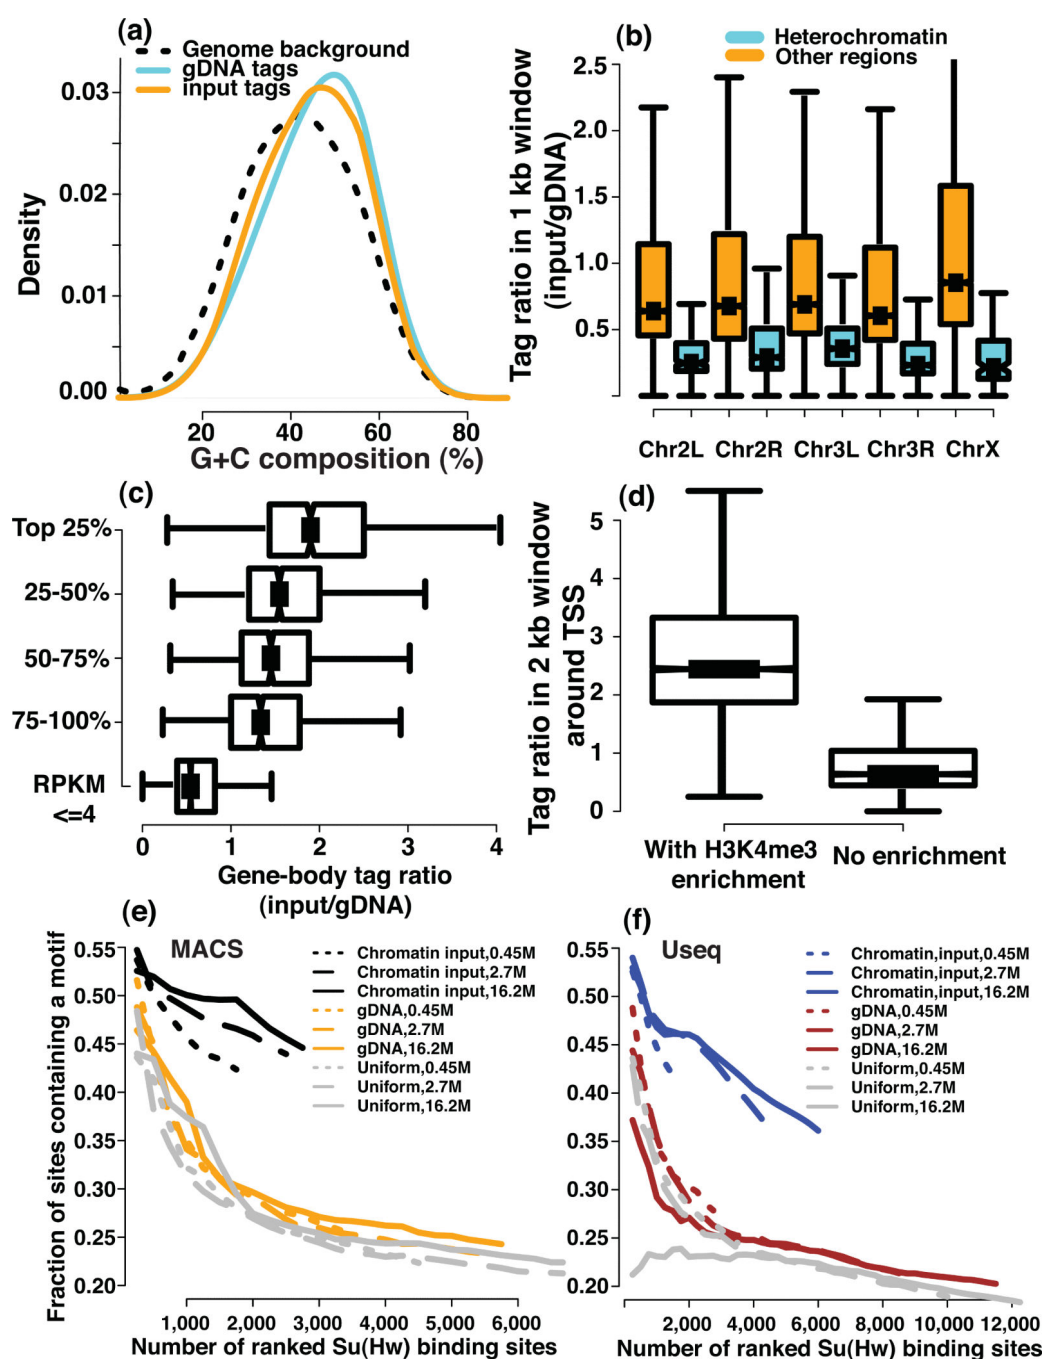 (a)
Genome background
gDNA tags
input tags
Density
0.03
0.02
0.01
0.00
20 40 60 80
G+C composition (%)
(b)
Heterochromatin
Other regions
Tag ratio in 1 kb window
(input/gDNA)
2.5
2.0
1.5
1.0
0.5
Chr2L Chr2R Chr3L Chr3R ChrX
(c)
Top 25%
25-50%
50-75%
75-100%
RPKM
<=4
0 1 2 3 4
Gene-body tag ratio
(input/gDNA)
(d)
Tag ratio in 2 kb window
around TSS
5
4
3
2
1
0
With H3K4me3
enrichment
No enrichment
(e)
MACS
Chromatin input,0.45M
Chromatin input,2.7M
Chromatin input,16.2M
gDNA,0.45M
gDNA,2.7M
gDNA,16.2M
Uniform,0.45M
Uniform,2.7M
Uniform,16.2M
Fraction of sites containing a motif
0.55
0.50
0.45
0.40
0.35
0.30
0.25
0.20
1,000 2,000 3,000 4,000 5,000 6,000
Number of ranked Su(Hw) binding sites
(f)
Useq
Chromatin,input,0.45M
Chromatin,input,2.7M
Chromatin,input,16.2M
gDNA,0.45M
gDNA,2.7M
gDNA,16.2M
Uniform,0.45M
Uniform,2.7M
Uniform,16.2M
0.55
0.50
0.45
0.40
0.35
0.30
0.25
0.20
2,000 4,000 6,000 8,000 10,000 12,000
Number of ranked Su(Hw) binding sites